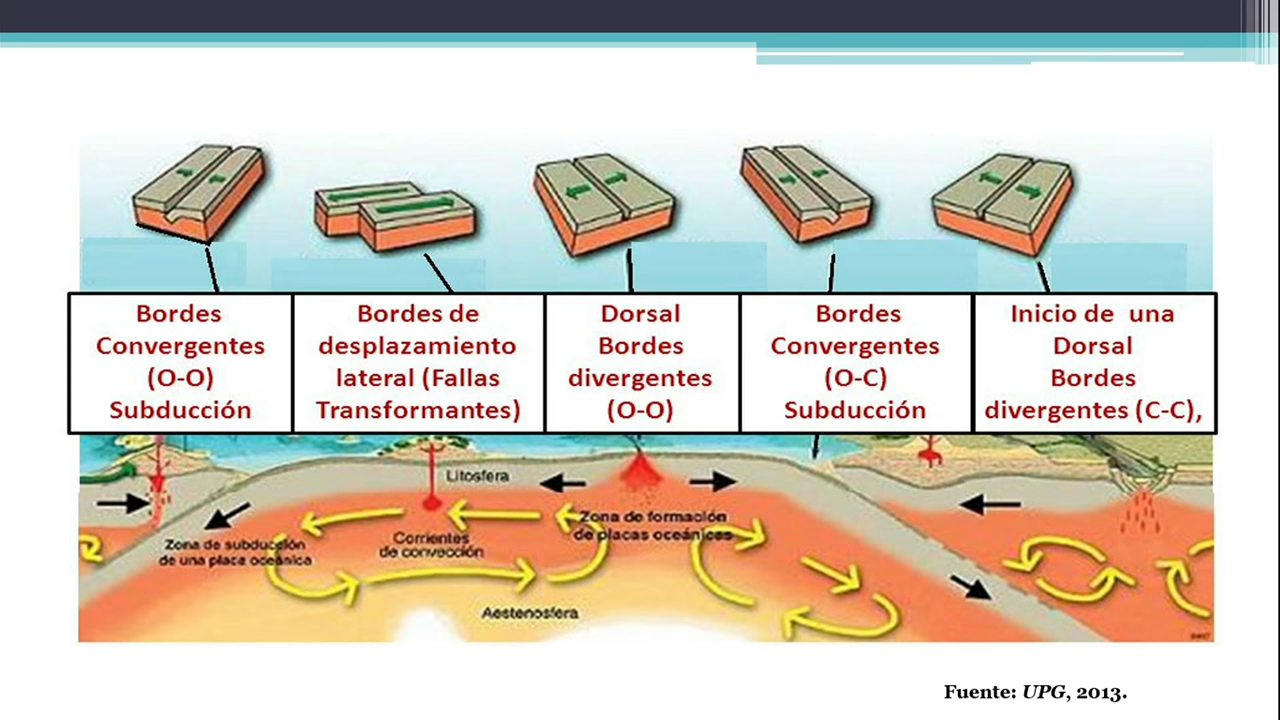 Bordes
Convergentes
(O-O)
Subducción
Bordes de
desplazamiento
lateral (Fallas
Transformantes)
Dorsal
Bordes
divergentes
(O-O)
Bordes
Convergentes
(O-C)
Subducción
Inicio de una
Dorsal
Bordes
divergentes (C-C),
Litosfera
Zona de formación
de placas oceánicas
Corrientes
de convección
Zona de subducción
de una placa oceánica
Aestenosfera
Fuente: UPG, 2013.